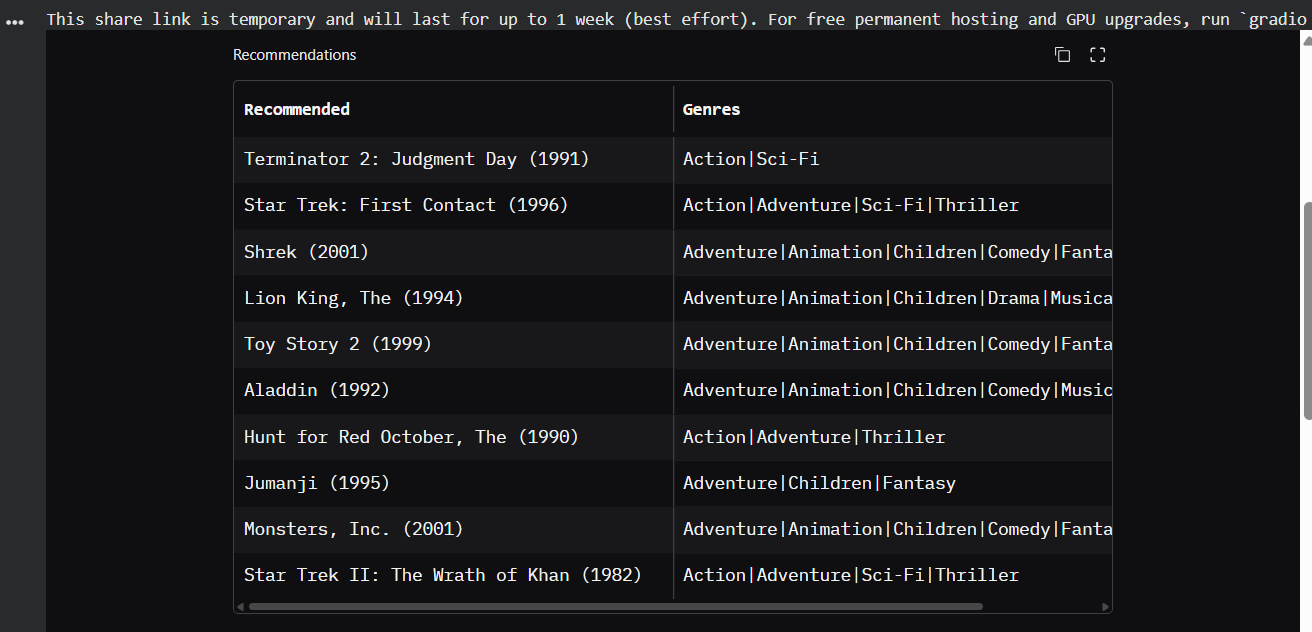 This share link is temporary and will last for up to 1 week (best effort). For free permanent hosting and GPU upgrades, run `gradio
Recommendations
Recommended Genres
Terminator 2: Judgment Day (1991) Action|Sci-Fi
Star Trek: First Contact (1996) Action|Adventure|Sci-Fi|Thriller
Shrek (2001) Adventure|Animation|Children|Comedy|Fanta
Lion King, The (1994) Adventure|Animation|Children|Drama|Musica
Toy Story 2 (1999) Adventure|Animation|Children|Comedy|Fanta
Aladdin (1992) Adventure|Animation|Children|Comedy|Music
Hunt for Red October, The (1990) Action|Adventure|Thriller
Jumanji (1995) Adventure|Children|Fantasy
Monsters, Inc. (2001) Adventure|Animation|Children|Comedy|Fanta
Star Trek II: The Wrath of Khan (1982) Action|Adventure|Sci-Fi|Thriller